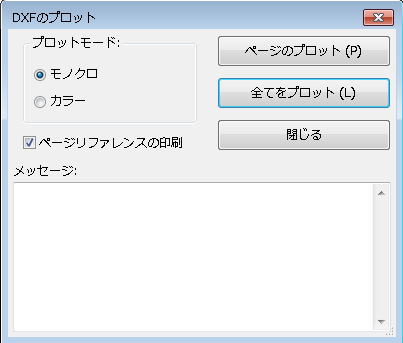 DXFのプロット
プロットモード:
モノクロ
カラー
ページリファレンスの印刷
ページのプロット (P)
全てをプロット (L)
閉じる
メッセージ: